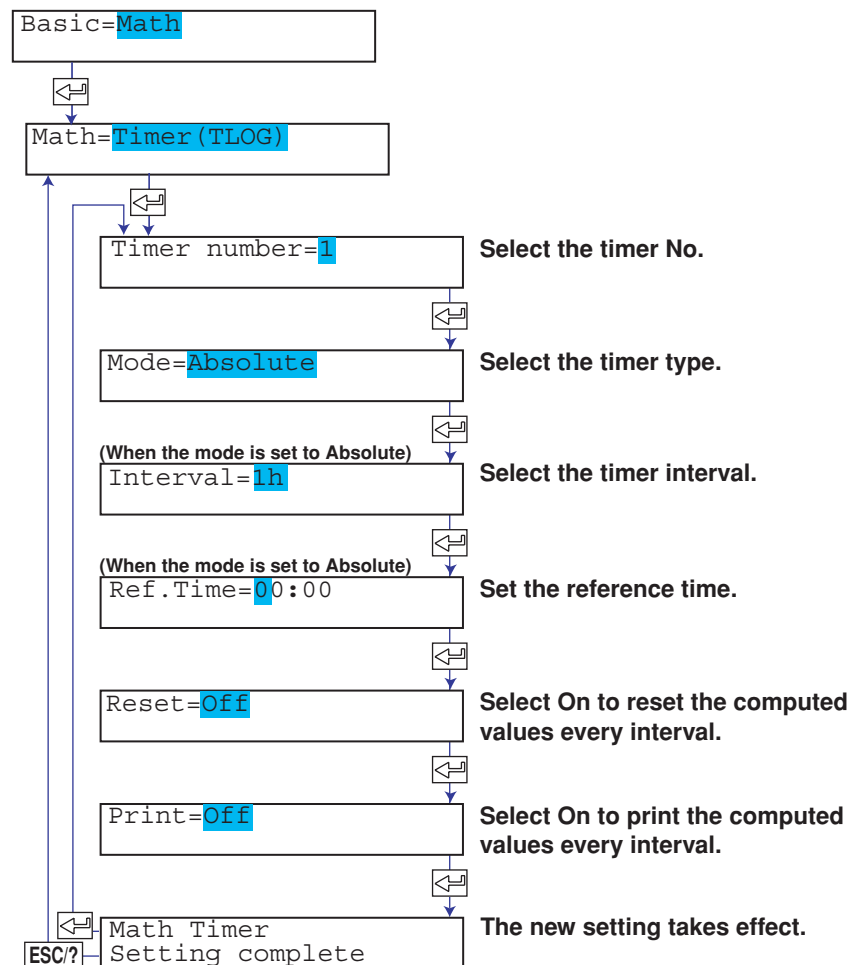 Basic=Math
Math=Timer(TLOG)
Timer number=1
Select the timer No.
Mode=Absolute
Select the timer type.
(When the mode is set to Absolute)
Interval=1h
Select the timer interval.
(When the mode is set to Absolute)
Ref.Time=00:00
Set the reference time.
Reset=Off
Select On to reset the computed
values every interval.
Print=Off
Select On to print the computed
values every interval.
Math Timer
The new setting takes effect.
ESC/?
Setting complete